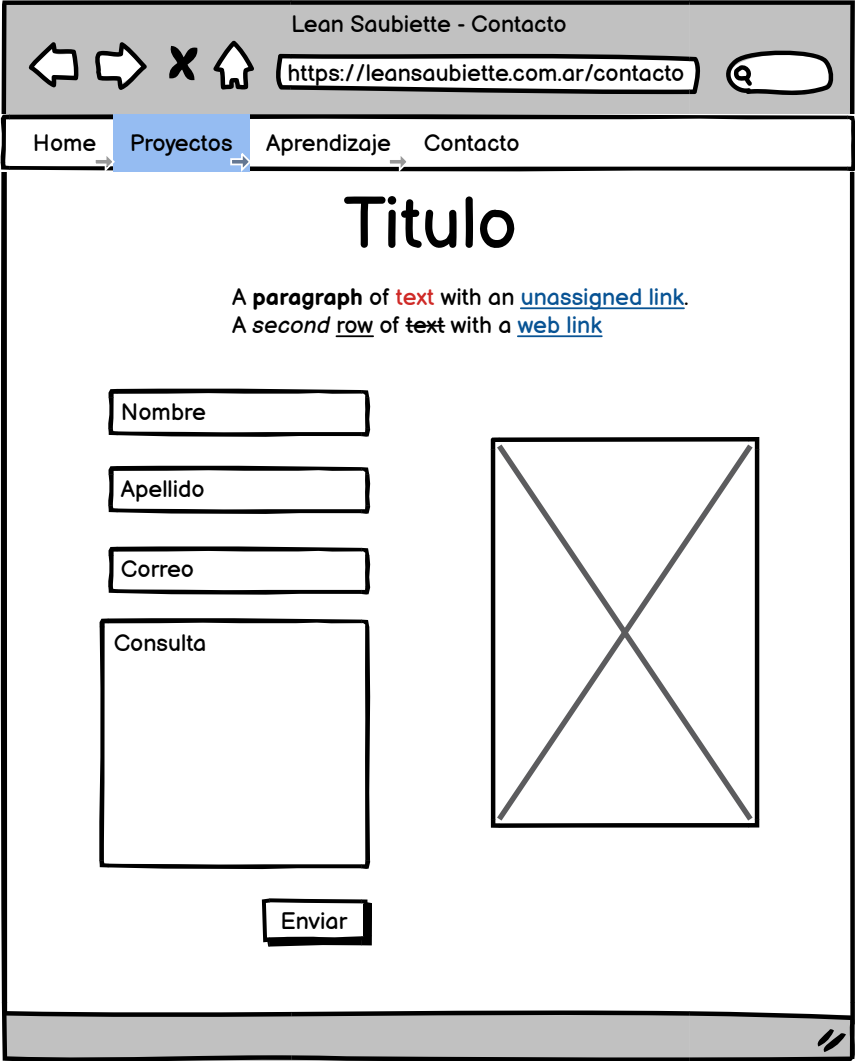 Lean Saubiette - Contacto
https://leansaubiette.com.ar/contacto
Home Proyectos Aprendizaje Contacto
Titulo
A paragraph of text with an unassigned link.
A second row of text with a web link
Nombre
Apellido
Correo
Consulta
Enviar